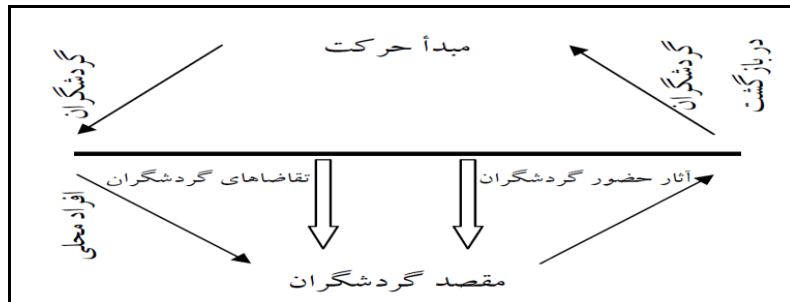 مبدأ حرکت
گردشگران
گردشگران
در بازگشت
تقاضاهای گردشگران
آثار حضور گردشگران
افراد محلی
مقصد گردشگران